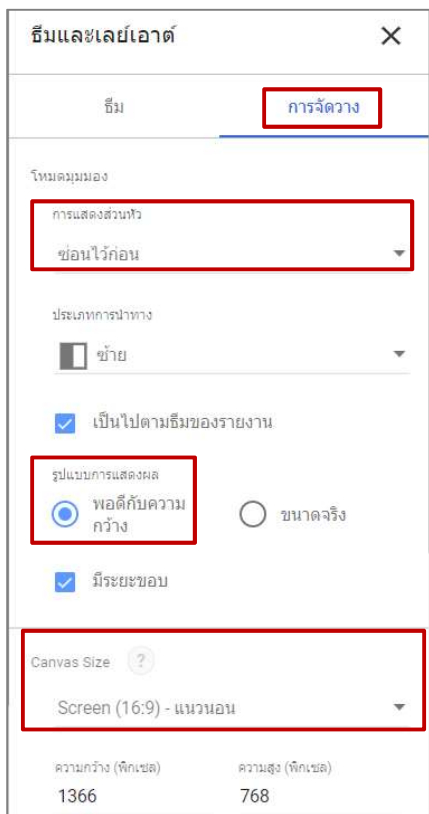 ธีมและเลย์เอาต์
ธีม
การจัดวาง
โหมดมุมมอง
การแสดงส่วนหัว
ซ่อนไว้ก่อน
ประเภทการนำทาง
ซ้าย
เป็นไปตามธีมของรายงาน
รูปแบบการแสดงผล
พอดีกับความ
กว้าง
ขนาดจริง
มีระยะขอบ
Canvas Size ?
Screen (16:9) - แนวนอน
ความกว้าง (พิกเซล) ความสูง (พิกเซล)
1366 768